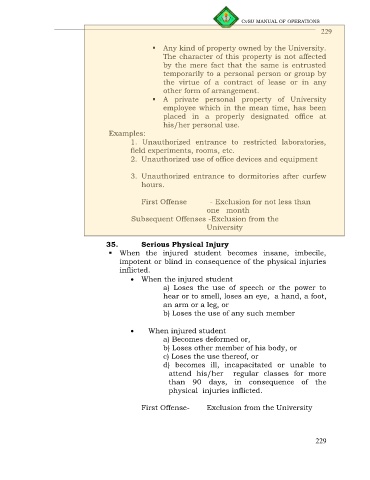 CvSU MANUAL OF OPERATIONS
229
▪ Any kind of property owned by the University.
The character of this property is not affected
by the mere fact that the same is entrusted
temporarily to a personal person or group by
the virtue of a contract of lease or in any
other form of arrangement.
▪ A private personal property of University
employee which in the mean time, has been
placed in a properly designated office at
his/her personal use.
Examples:
1. Unauthorized entrance to restricted laboratories,
field experiments, rooms, etc.
2. Unauthorized use of office devices and equipment
3. Unauthorized entrance to dormitories after curfew
hours.
First Offense - Exclusion for not less than
one month
Subsequent Offenses -Exclusion from the
University
35. Serious Physical Injury
▪ When the injured student becomes insane, imbecile,
impotent or blind in consequence of the physical injuries
inflicted.
• When the injured student
a) Loses the use of speech or the power to
hear or to smell, loses an eye, a hand, a foot,
an arm or a leg, or
b) Loses the use of any such member
• When injured student
a) Becomes deformed or,
b) Loses other member of his body, or
c) Loses the use thereof, or
d) becomes ill, incapacitated or unable to
attend his/her regular classes for more
than 90 days, in consequence of the
physical injuries inflicted.
First Offense- Exclusion from the University
229